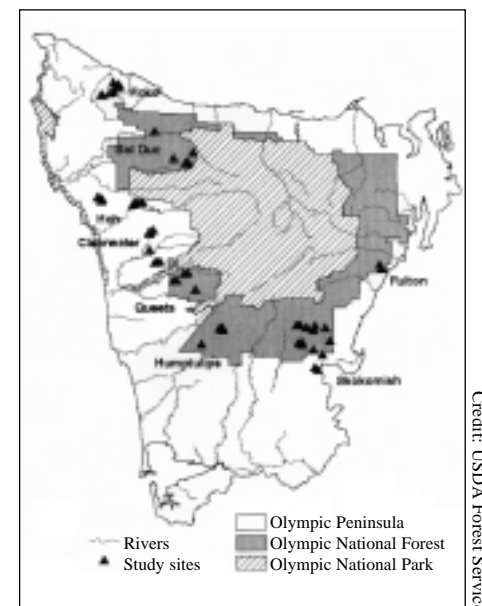 Hoko
Sol Duc
Hoh
Clearwater
Queets
Fulton
Humptulips
Skokomish
Rivers
Study sites
Olympic Peninsula
Olympic National Forest
Olympic National Park
Credit: USDA Forest Service